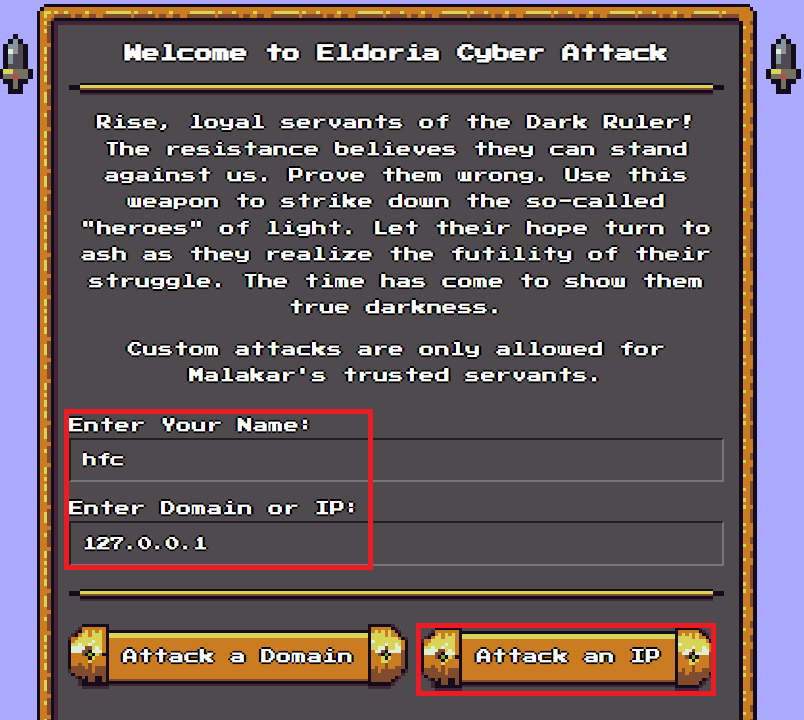 Welcome to Eldoria Cyber Attack
Rise, loyal servants of the Dark Ruler!
The resistance believes they can stand
against us. Prove them wrong. Use this
weapon to strike down the so-called
"heroes" of light. Let their hope turn to
ash as they realize the futility of their
struggle. The time has come to show them
true darkness.
Custom attacks are only allowed for
Malakar's trusted servants.
Enter Your Name:
hfc
Enter Domain or IP:
127.0.0.1
Attack a Domain
Attack an IP